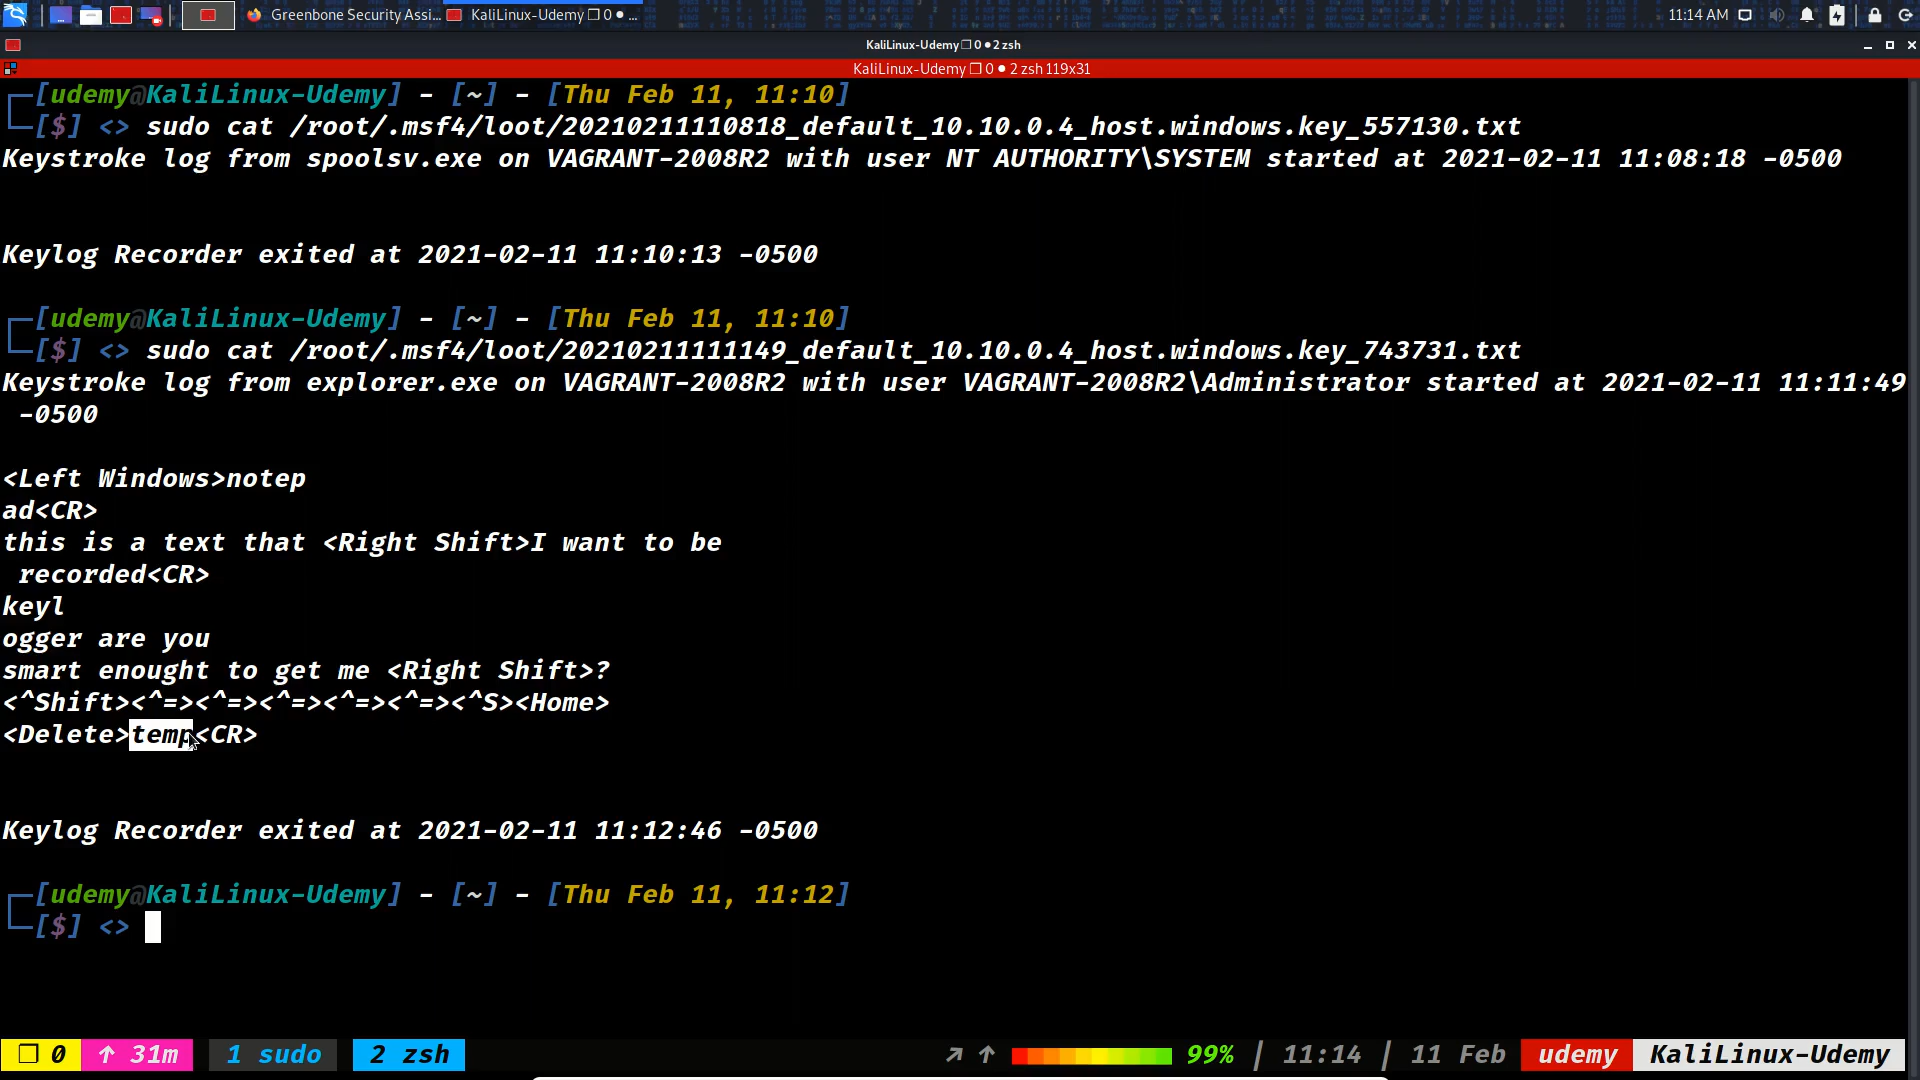 Greenbone Security Assi...
KaliLinux-Udemy ❐ 0 ● ...
11:14 AM
KaliLinux-Udemy ❐ 0 ● 2 zsh
KaliLinux-Udemy ❐ 0 ● 2 zsh 119x31
┌─[udemy@KaliLinux-Udemy] - [~] - [Thu Feb 11, 11:10]
└─[$] <> sudo cat /root/.msf4/loot/20210211110818_default_10.10.0.4_host.windows.key_557130.txt
Keystroke log from spoolsv.exe on VAGRANT-2008R2 with user NT AUTHORITY\SYSTEM started at 2021-02-11 11:08:18 -0500
Keylog Recorder exited at 2021-02-11 11:10:13 -0500
┌─[udemy@KaliLinux-Udemy] - [~] - [Thu Feb 11, 11:10]
└─[$] <> sudo cat /root/.msf4/loot/20210211111149_default_10.10.0.4_host.windows.key_743731.txt
Keystroke log from explorer.exe on VAGRANT-2008R2 with user VAGRANT-2008R2\Administrator started at 2021-02-11 11:11:49
-0500
<Left Windows>notep
ad<CR>
this is a text that <Right Shift>I want to be
recorded<CR>
keyl
ogger are you
smart enought to get me <Right Shift>?
<^Shift><^=><^=><^=><^=><^=><^S><Home>
<Delete>temp<CR>
Keylog Recorder exited at 2021-02-11 11:12:46 -0500
┌─[udemy@KaliLinux-Udemy] - [~] - [Thu Feb 11, 11:12]
└─[$] <>
❐ 0 ↑ 31m 1 sudo 2 zsh ↗ ↑ 99% | 11:14 | 11 Feb udemy KaliLinux-Udemy